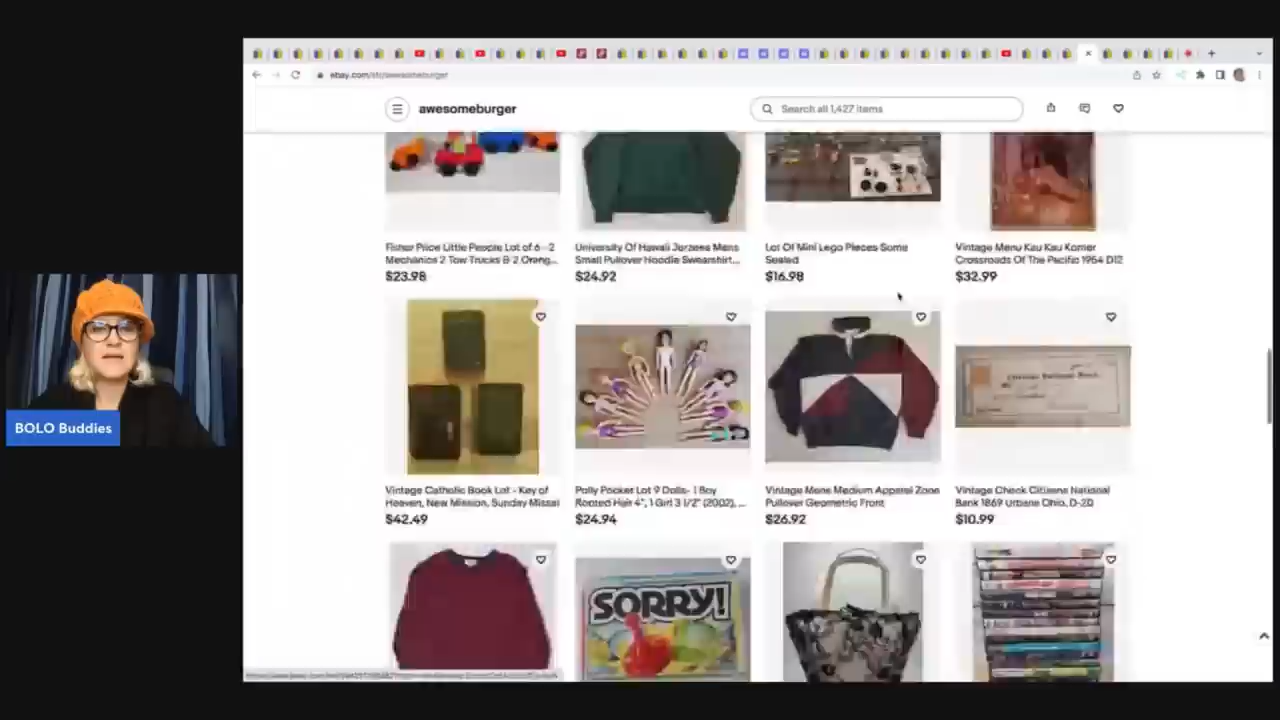 ebay.com/str/awesomeburger
awesomeburger
Search all 1,427 items
Fisher Price Little People Lot of 6 - 2
Mechanics 2 Tow Trucks & 2 Orang...
$23.98
University Of Hawaii Jerzees Mens
Small Pullover Hoodie Sweatshirt...
$24.92
Lot Of Mini Lego Pieces Some
Sealed
$16.98
Vintage Menu Kau Kau Korner
Crossroads Of The Pacific 1954 D12
$32.99
Vintage Catholic Book Lot - Key of
Heaven, New Mission, Sunday Missal
$42.49
Polly Pocket Lot 9 Dolls- 1 Boy
Rooted Hair 4", 1 Girl 3 1/2" (2002), ...
$24.94
Vintage Mens Medium Apparel Zone
Pullover Geometric Front
$26.92
Citizens National Bank
Vintage Check Citizens National
Bank 1869 Urbana Ohio, D-20
$10.99
SORRY!
BOLO Buddies